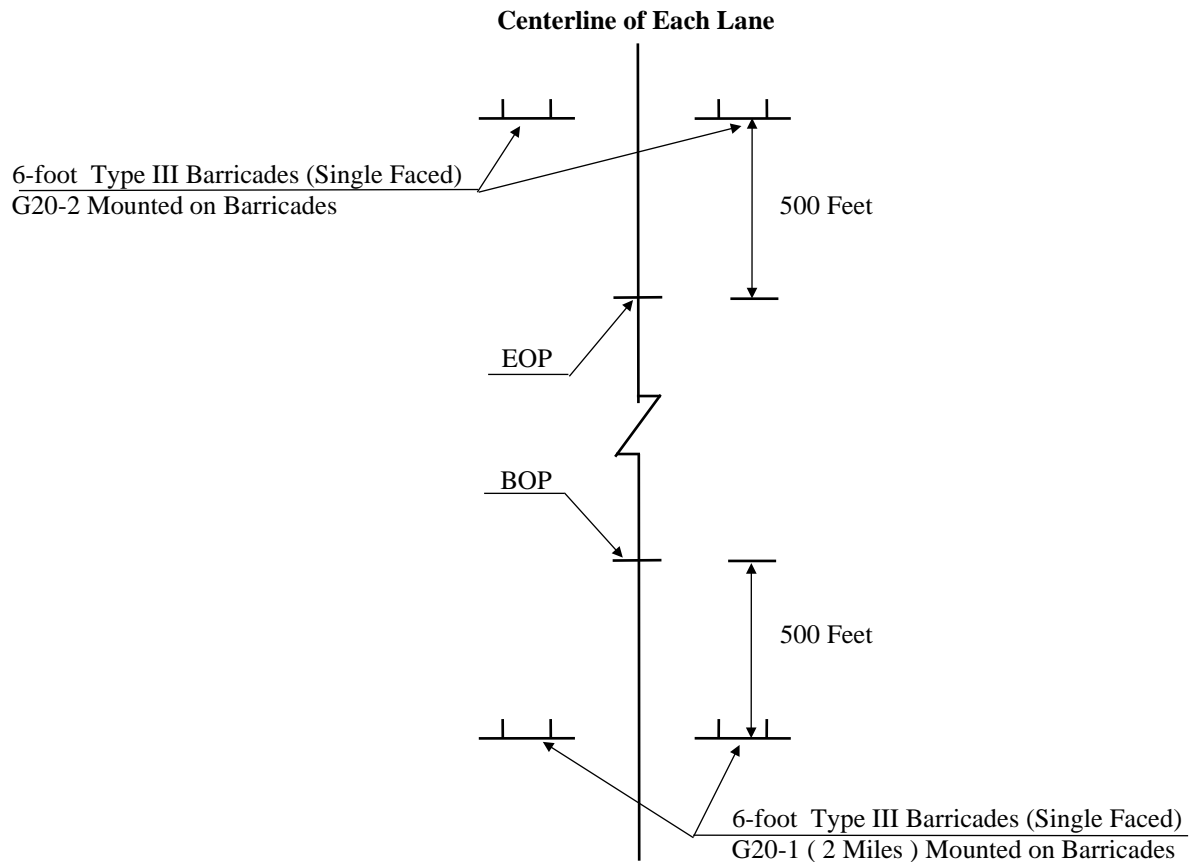 Centerline of Each Lane
6-foot Type III Barricades (Single Faced)
G20-2 Mounted on Barricades
500 Feet
EOP
BOP
500 Feet
6-foot Type III Barricades (Single Faced)
G20-1 ( 2 Miles ) Mounted on Barricades